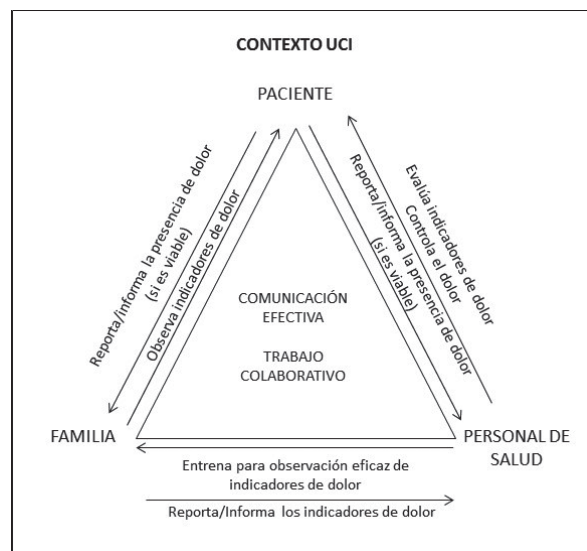 CONTEXTO UCI
PACIENTE
Reporta/informa la presencia de dolor
(si es viable)
Observa indicadores de dolor
Evalúa indicadores de dolor
Controla el dolor
Reporta/informa la presencia de dolor
(si es viable)
COMUNICACIÓN
EFECTIVA
TRABAJO
COLABORATIVO
FAMILIA
PERSONAL DE
SALUD
Entrena para observación eficaz de
indicadores de dolor
Reporta/Informa los indicadores de dolor